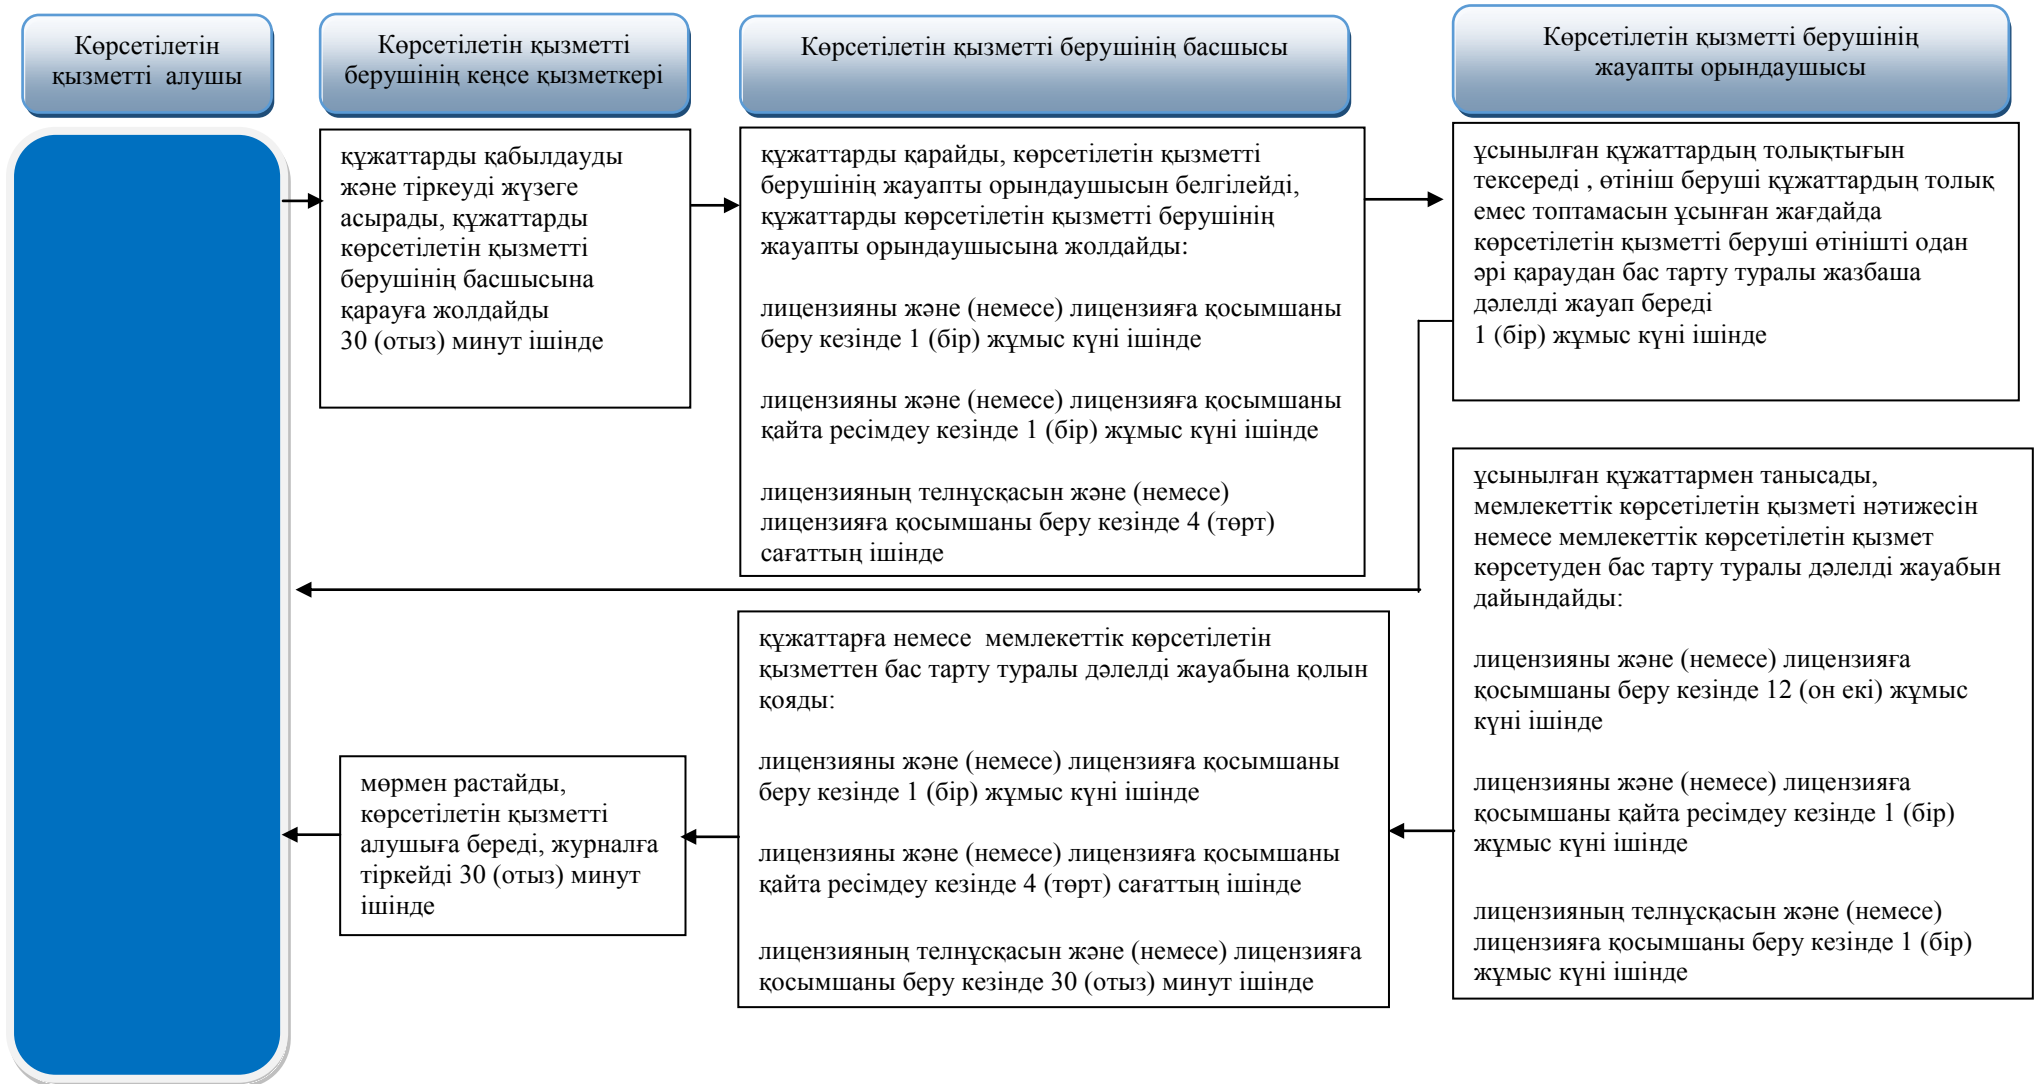 Көрсетілетін
қызметті алушы
Көрсетілетін қызметті
берушінің кеңсе қызметкері
Көрсетілетін қызметті берушінің басшысы
Көрсетілетін қызметті берушінің
жауапты орындаушысы
құжаттарды қабылдауды
және тіркеуді жүзеге
асырады, құжаттарды
көрсетілетін қызметті
берушінің басшысына
қарауға жолдайды
30 (отыз) минут ішінде
құжаттарды қарайды, көрсетілетін қызметті
берушінің жауапты орындаушысын белгілейді,
құжаттарды көрсетілетін қызметті берушінің
жауапты орындаушысына жолдайды:
лицензияны және (немесе) лицензияға қосымшаны
беру кезінде 1 (бір) жұмыс күні ішінде
лицензияны және (немесе) лицензияға қосымшаны
қайта ресімдеу кезінде 1 (бір) жұмыс күні ішінде
лицензияның телнұсқасын және (немесе)
лицензияға қосымшаны беру кезінде 4 (төрт)
сағаттың ішінде
ұсынылған құжаттардың толықтығын
тексереді , өтініш беруші құжаттардың толық
емес топтамасын ұсынған жағдайда
көрсетілетін қызметті беруші өтінішті одан
әрі қараудан бас тарту туралы жазбаша
дәлелді жауап береді
1 (бір) жұмыс күні ішінде
ұсынылған құжаттармен танысады,
мемлекеттік көрсетілетін қызметі нәтижесін
немесе мемлекеттік көрсетілетін қызмет
көрсетуден бас тарту туралы дәлелді жауабын
дайындайды:
лицензияны және (немесе) лицензияға
қосымшаны беру кезінде 12 (он екі) жұмыс
күні ішінде
лицензияны және (немесе) лицензияға
қосымшаны қайта ресімдеу кезінде 1 (бір)
жұмыс күні ішінде
лицензияның телнұсқасын және (немесе)
лицензияға қосымшаны беру кезінде 1 (бір)
жұмыс күні ішінде
құжаттарға немесе мемлекеттік көрсетілетін
қызметтен бас тарту туралы дәлелді жауабына қолын
қояды:
лицензияны және (немесе) лицензияға қосымшаны
беру кезінде 1 (бір) жұмыс күні ішінде
лицензияны және (немесе) лицензияға қосымшаны
қайта ресімдеу кезінде 4 (төрт) сағаттың ішінде
лицензияның телнұсқасын және (немесе) лицензияға
қосымшаны беру кезінде 30 (отыз) минут ішінде
мөрмен растайды,
көрсетілетін қызметті
алушыға береді, журналға
тіркейді 30 (отыз) минут
ішінде